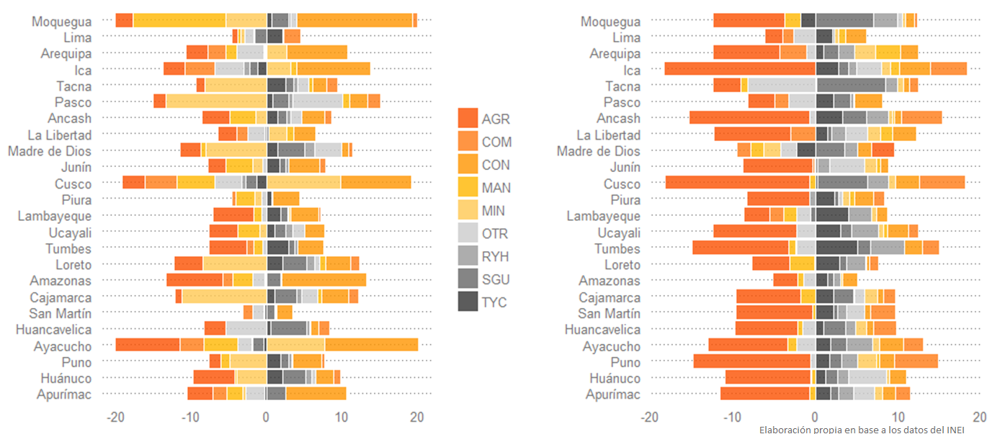 Moquegua
Lima
Arequipa
Ica
Tacna
Pasco
Ancash
La Libertad
Madre de Dios
Junín
Cusco
Piura
Lambayeque
Ucayali
Tumbes
Loreto
Amazonas
Cajamarca
San Martín
Huancavelica
Ayacucho
Puno
Huánuco
Apurímac
-20 -10 0 10 20
AGR
COM
CON
MAN
MIN
OTR
RYH
SGU
TYC
Moquegua
Lima
Arequipa
Ica
Tacna
Pasco
Ancash
La Libertad
Madre de Dios
Junín
Cusco
Piura
Lambayeque
Ucayali
Tumbes
Loreto
Amazonas
Cajamarca
San Martín
Huancavelica
Ayacucho
Puno
Huánuco
Apurímac
-20 -10 0 10 20
Elaboración propia en base a los datos del INEI